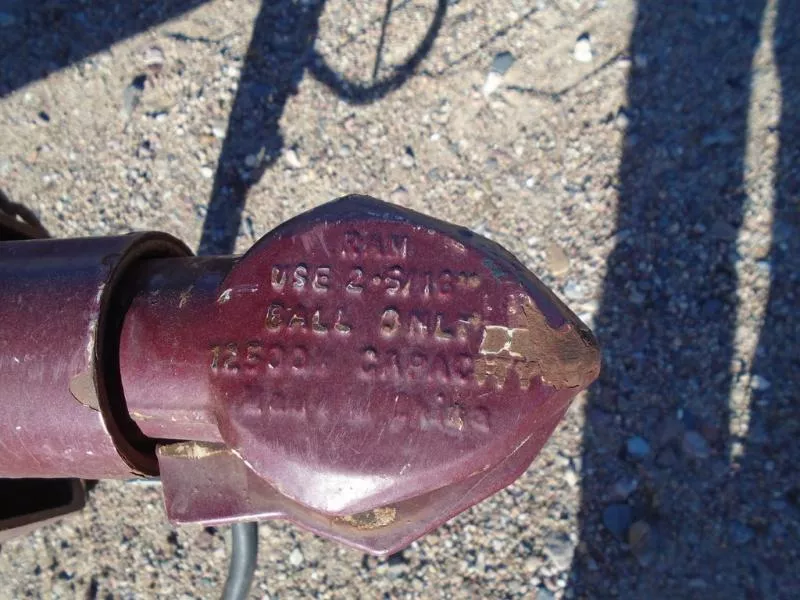 RAM
USE 2-5/16"
BALL ONLY
12500# CAPACITY